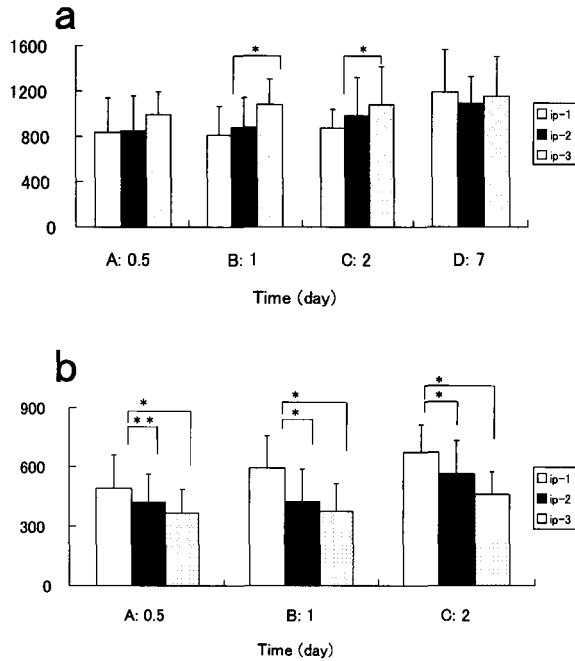 a
1600
1200
800
400
0
* *
ip-1
ip-2
ip-3
A: 0.5 B: 1 C: 2 D: 7
Time (day)
b
900
600
300
0
* * *
** * *
ip-1
ip-2
ip-3
A: 0.5 B: 1 C: 2
Time (day)